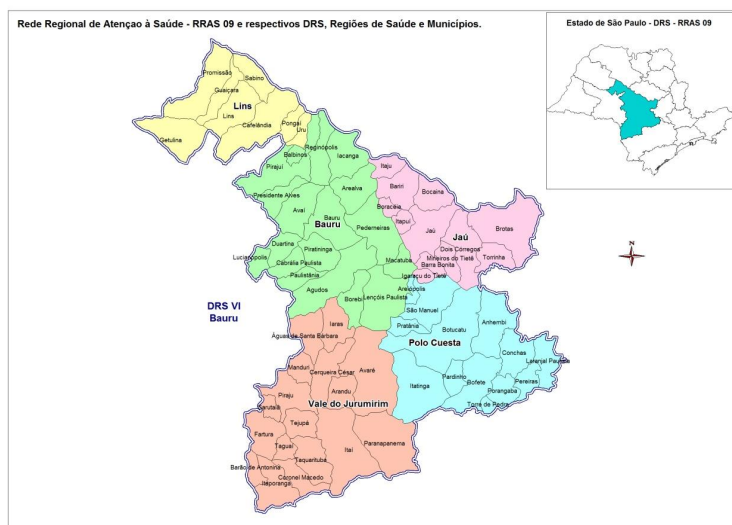 Rede Regional de Atençao à Saúde - RRAS 09 e respectivos DRS, Regiões de Saúde e Municípios.
Estado de São Paulo - DRS - RRAS 09
Promissão
Sabino
Guaiçara
Lins
Lins
Cafelândia
Pongaí
Uru
Getulina
Reginópolis
Balbinos
Iacanga
Pirajuí
Presidente Alves
Arealva
Avaí
Bauru
Bauru
Pederneiras
Duartina
Piratininga
Lucianópolis
Cabrália Paulista
Paulistânia
Macatuba
Agudos
Borebi
Lençóis Paulista
Itaju
Bariri
Bocaina
Boracéia
Itapuí
Jaú
Jaú
Brotas
Dois Córregos
Mineiros do Tietê
Torrinha
Barra Bonita
Igaraçu do Tietê
Areiópolis
São Manuel
Pratânia
Botucatu
Anhembi
Polo Cuesta
Conchas
Laranjal Paulista
Pardinho
Bofete
Pereiras
Porangaba
Itatinga
Torre de Pedra
DRS VI
Bauru
N
Iaras
Águas de Santa Bárbara
Manduri
Cerqueira César
Avaré
Arandu
Piraju
Vale do Jurumirim
Sarutaiá
Tejupá
Fartura
Taguaí
Itaí
Paranapanema
Taquarituba
Barão de Antonina
Coronel Macedo
Itaporanga